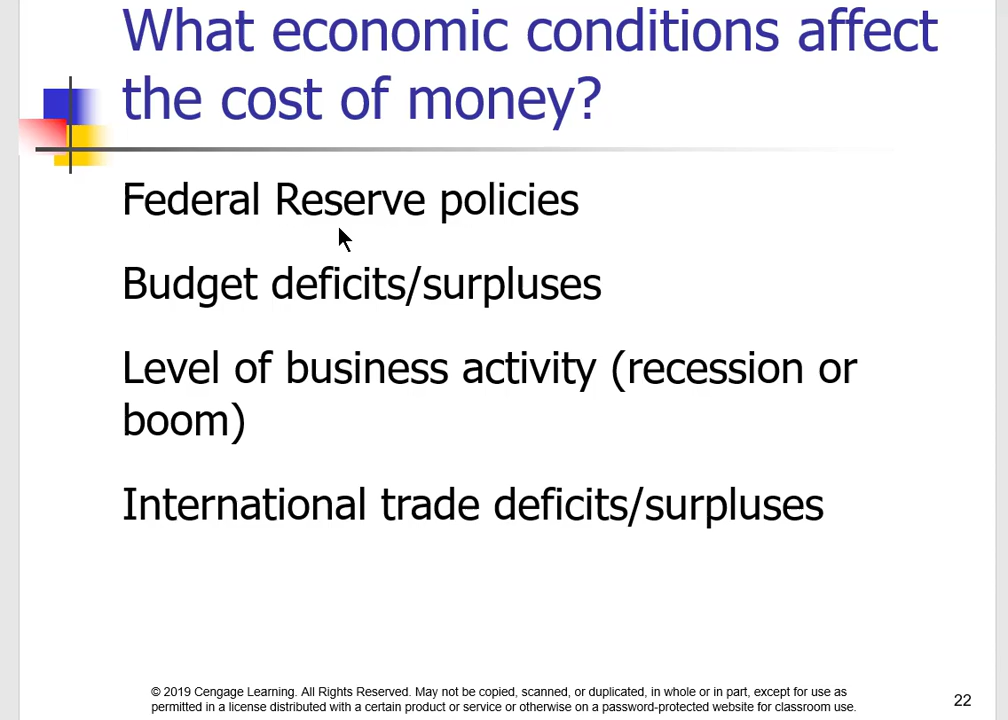 What economic conditions affect
the cost of money?
Federal Reserve policies
Budget deficits/surpluses
Level of business activity (recession or
boom)
International trade deficits/surpluses
© 2019 Cengage Learning. All Rights Reserved. May not be copied, scanned, or duplicated, in whole or in part, except for use as
permitted in a license distributed with a certain product or service or otherwise on a password-protected website for classroom use.
22